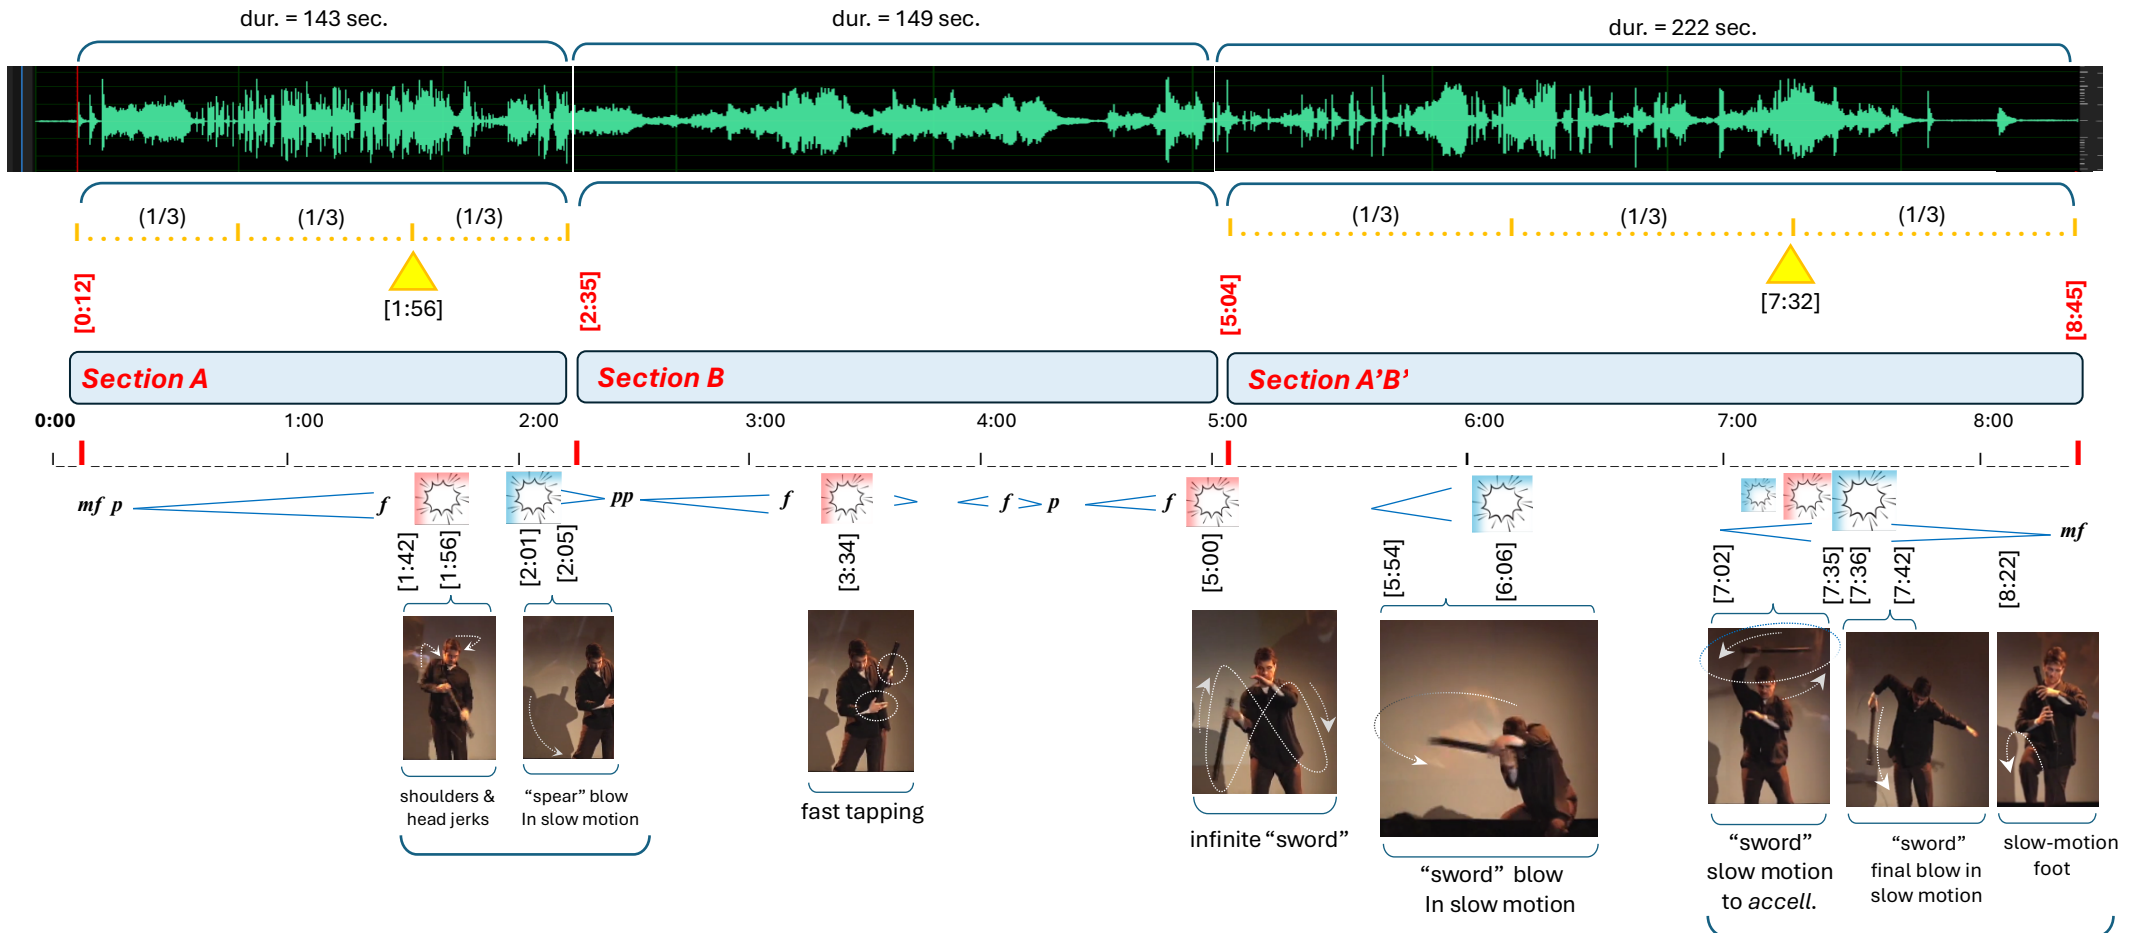 dur. = 143 sec.
dur. = 149 sec.
dur. = 222 sec.
(1/3)
(1/3)
(1/3)
(1/3)
(1/3)
(1/3)
[0:12]
[1:56]
[2:35]
[5:04]
[7:32]
[8:45]
Section A
Section B
Section A’B’
0:00
1:00
2:00
3:00
4:00
5:00
6:00
7:00
8:00
mf p
f
pp
f
f
p
f
mf
[1:42]
[1:56]
[2:01]
[2:05]
[3:34]
[5:00]
[5:54]
[6:06]
[7:02]
[7:35]
[7:36]
[7:42]
[8:22]
shoulders &
head jerks
“spear” blow
In slow motion
fast tapping
infinite “sword”
“sword” blow
In slow motion
“sword”
slow motion
to accell.
“sword”
final blow in
slow motion
slow-motion
foot